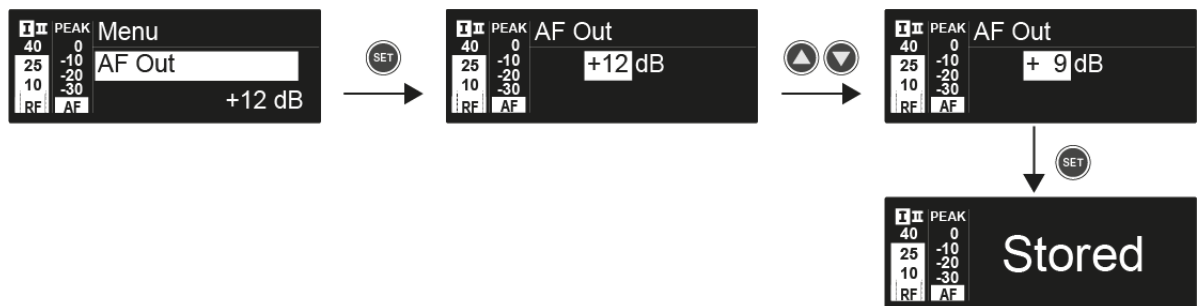 I II PEAK Menu
40 0
25 -10 AF Out
-20
10 -30
RF AF +12 dB
SET
I II PEAK AF Out
40 0
25 -10 +12 dB
-20
10 -30
RF AF
I II PEAK AF Out
40 0
25 -10 + 9 dB
-20
10 -30
RF AF
SET
I II PEAK
40 0
25 -10 Stored
-20
10 -30
RF AF